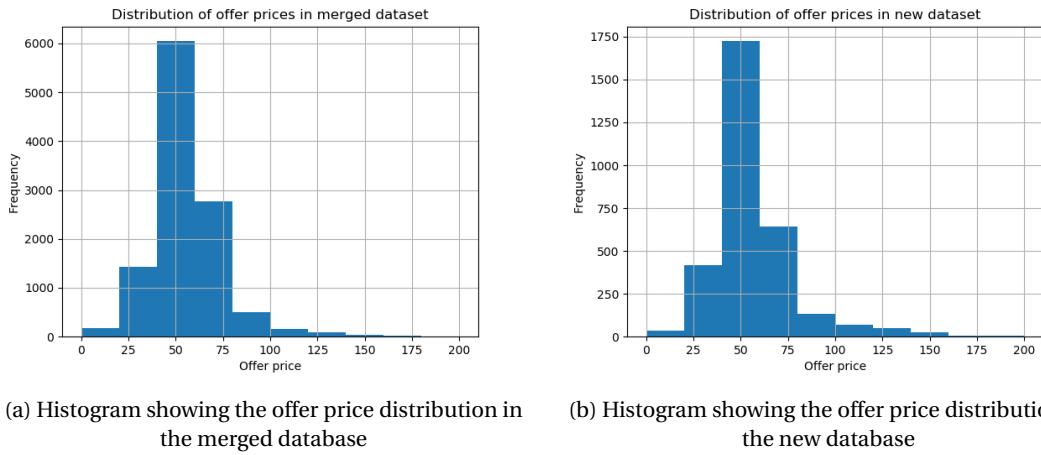 Distribution of offer prices in merged dataset
6000
5000
4000
3000
2000
1000
0
Frequency
0 25 50 75 100 125 150 175 200
Offer price
(a) Histogram showing the offer price distribution in
the merged database
Distribution of offer prices in new dataset
1750
1500
1250
1000
750
500
250
0
Frequency
0 25 50 75 100 125 150 175 200
Offer price
(b) Histogram showing the offer price distributio
the new database